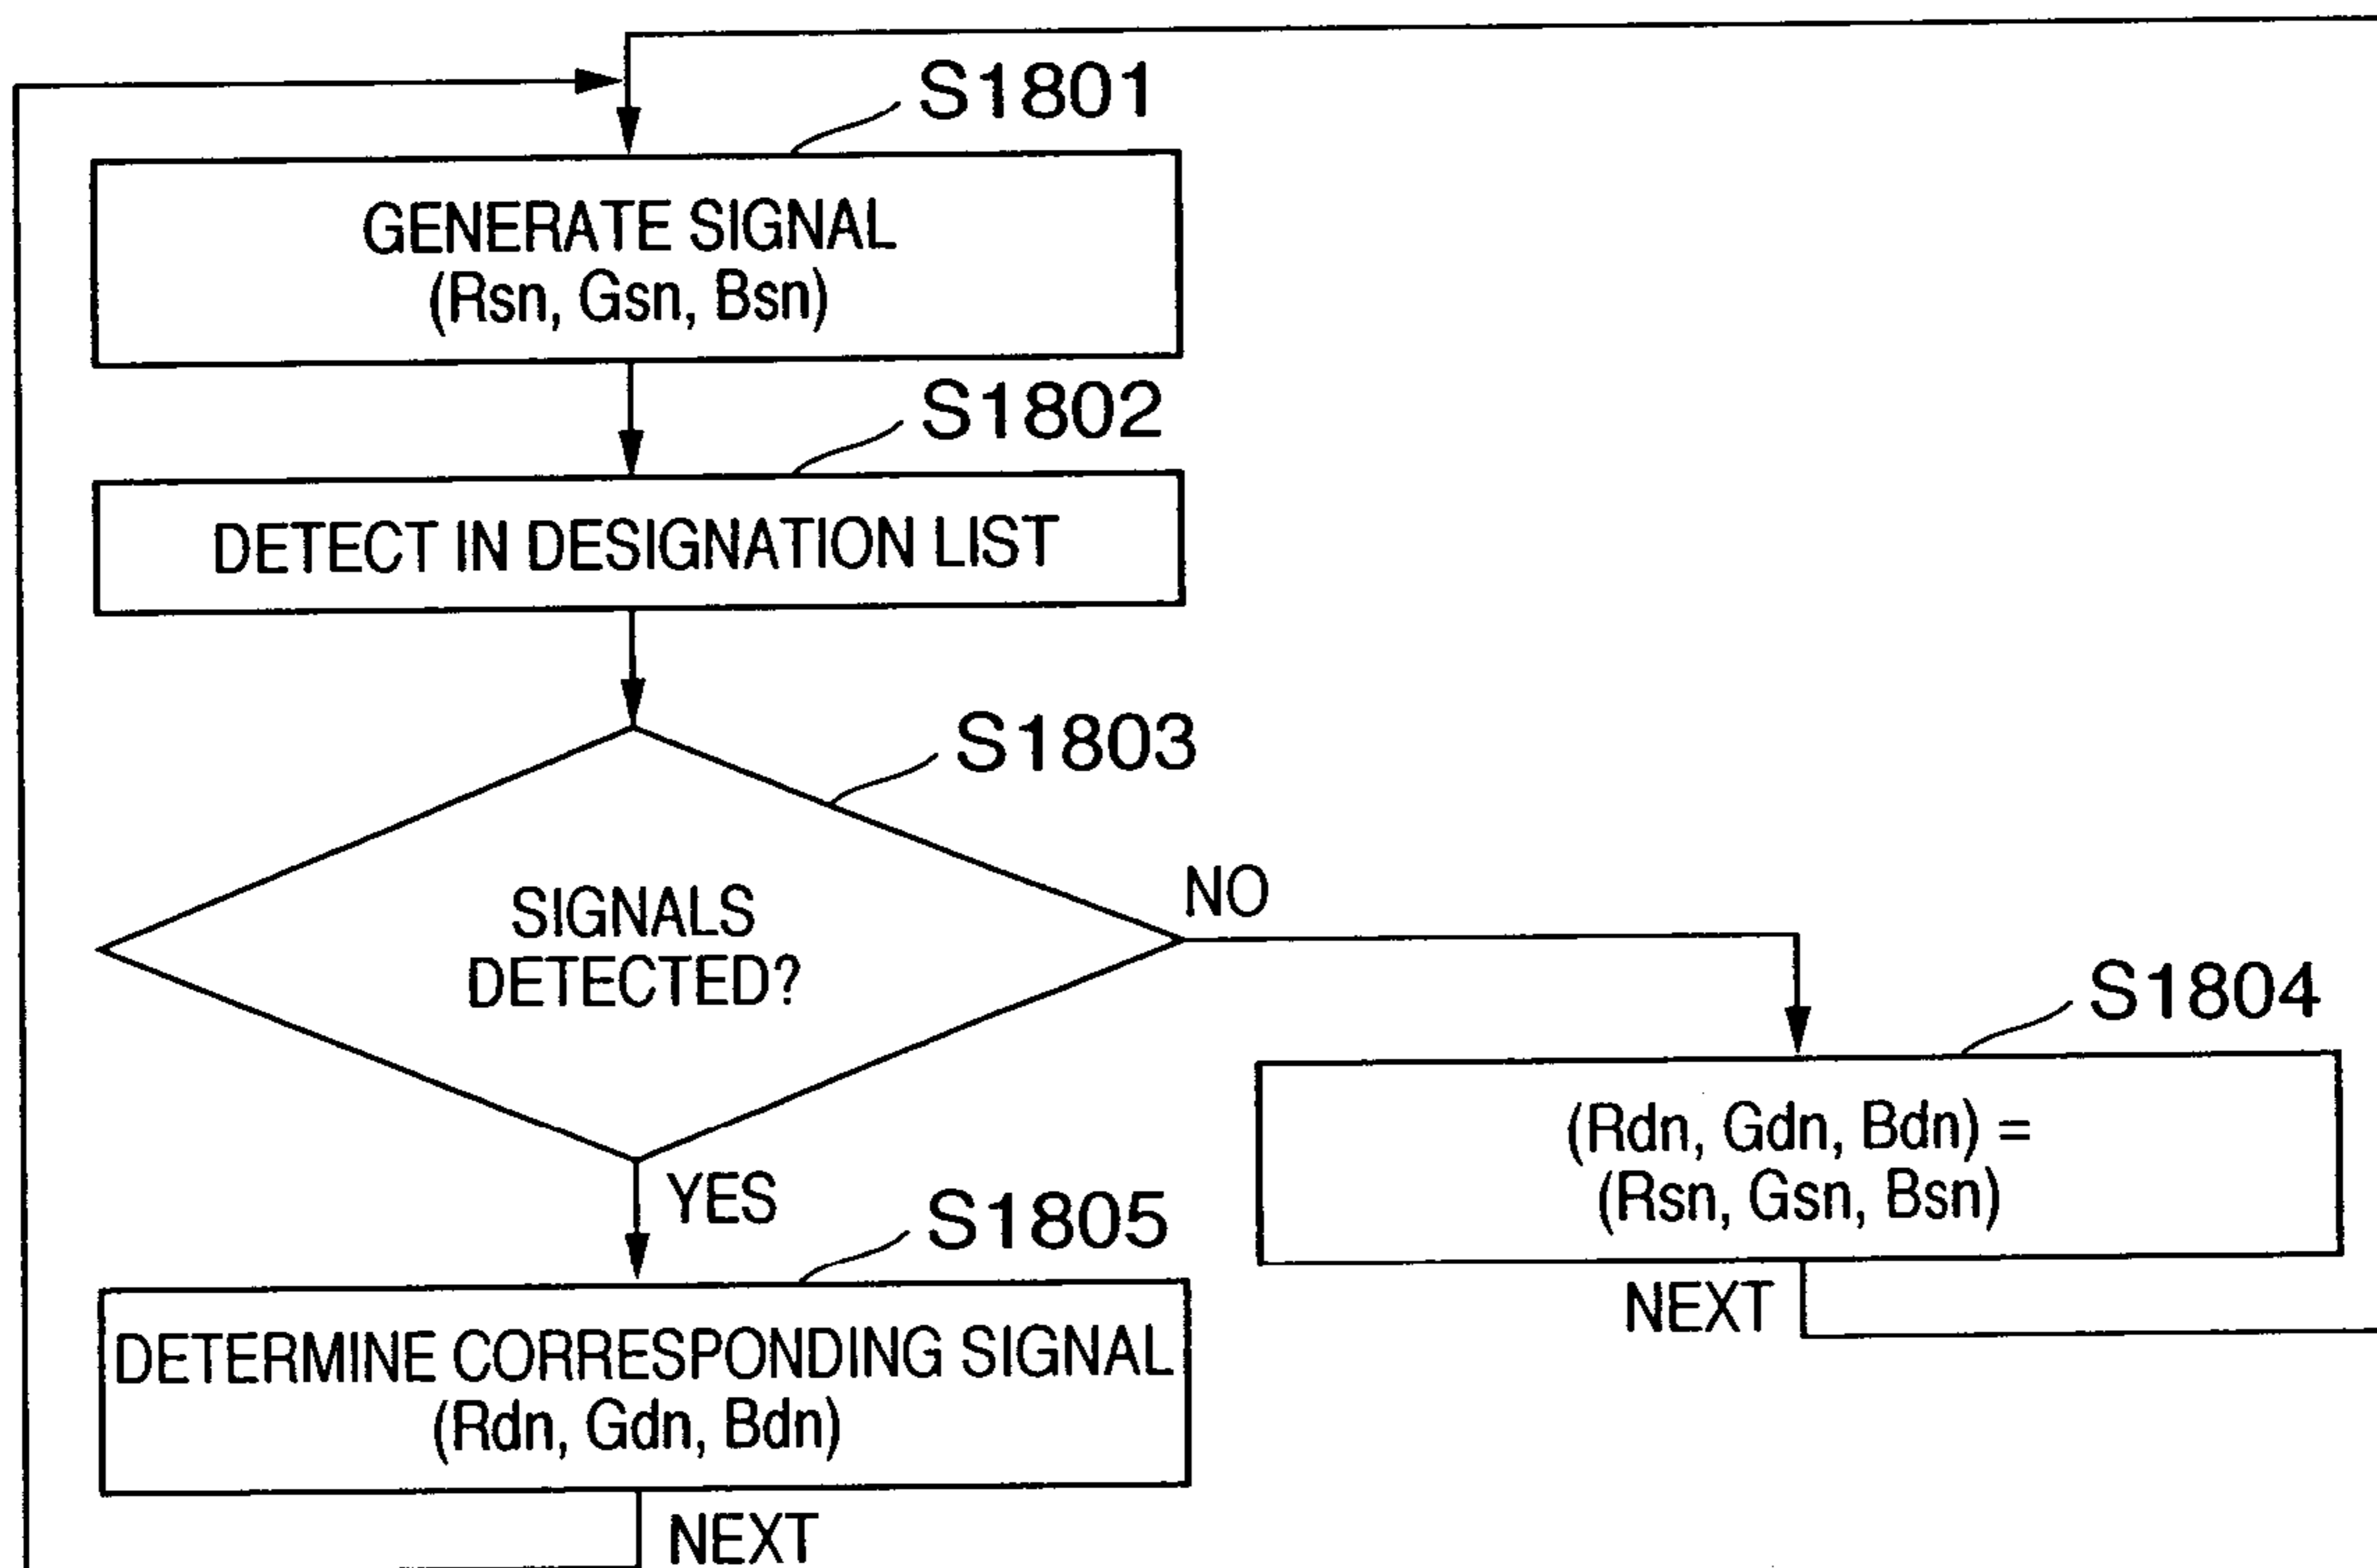 S1801
GENERATE SIGNAL
(Rsn, Gsn, Bsn)
S1802
DETECT IN DESIGNATION LIST
S1803
SIGNALS
DETECTED?
NO
S1804
(Rdn, Gdn, Bdn) =
(Rsn, Gsn, Bsn)
NEXT
YES
S1805
DETERMINE CORRESPONDING SIGNAL
(Rdn, Gdn, Bdn)
NEXT